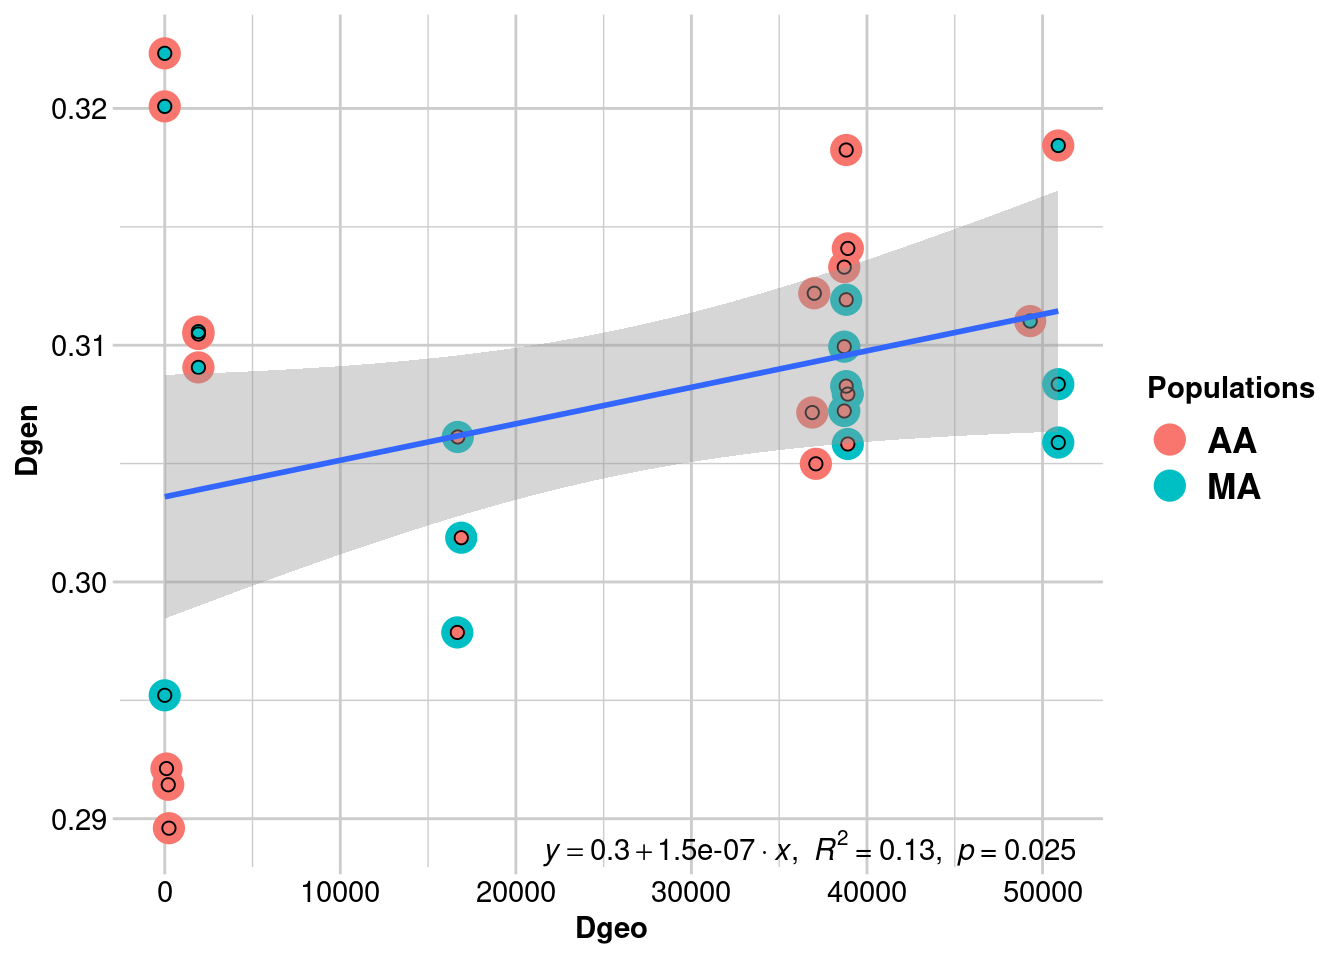 0.32
0.31
0.30
0.29
Dgen
y = 0.3 + 1.5e-07 · x, R² = 0.13, p = 0.025
0 10000 20000 30000 40000 50000
Dgeo
Populations
AA
MA